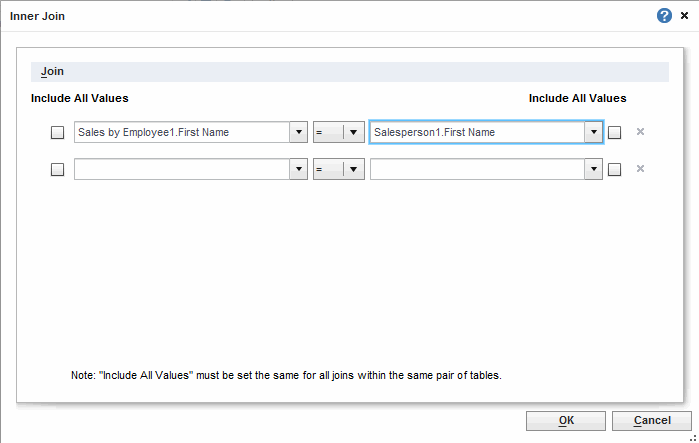 Inner Join
Join
Include All Values Include All Values
Sales by Employee1.First Name = Salesperson1.First Name
=
Note: "Include All Values" must be set the same for all joins within the same pair of tables.
OK Cancel